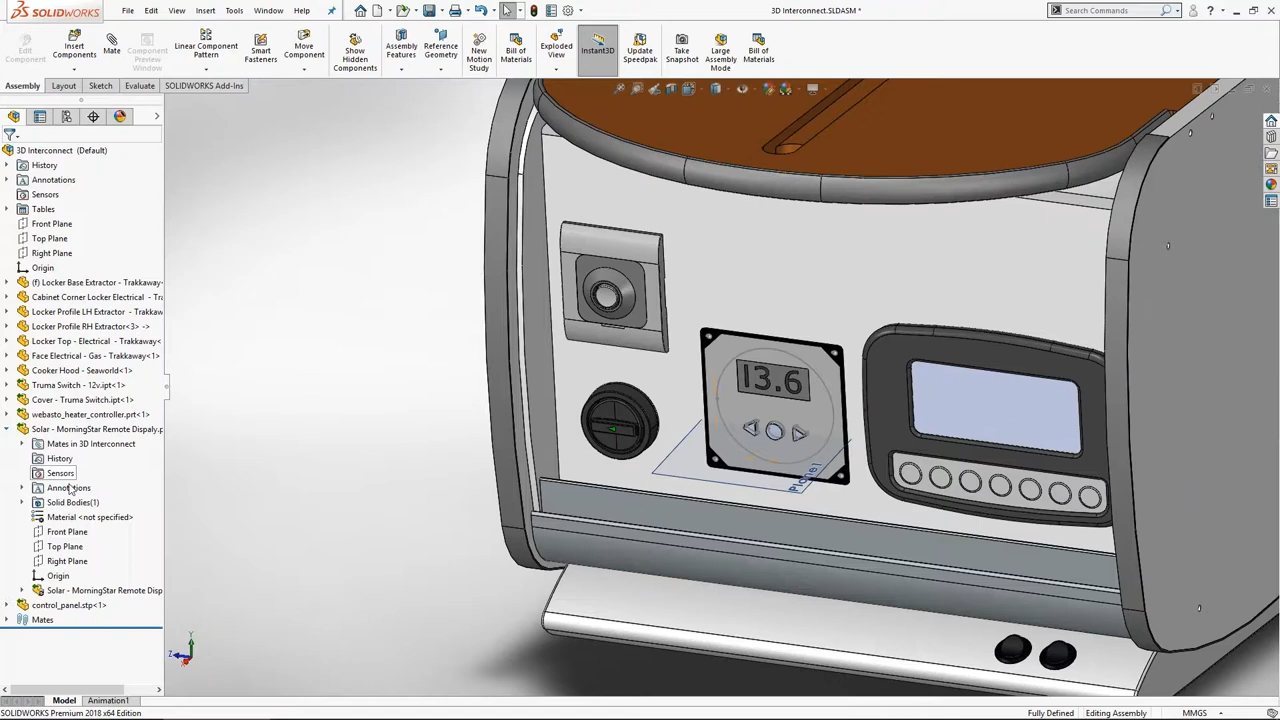 SOLIDWORKS
File
Edit
View
Insert
Tools
Window
Help
3D Interconnect.SLDASM *
Search Commands
Edit Component
Insert Components
Mate
Component Preview Window
Linear Component Pattern
Smart Fasteners
Move Component
Show Hidden Components
Assembly Features
Reference Geometry
New Motion Study
Bill of Materials
Exploded View
Instant3D
Update Speedpak
Take Snapshot
Large Assembly Mode
Bill of Materials
Assembly
Layout
Sketch
Evaluate
SOLIDWORKS Add-Ins
3D Interconnect (Default)
History
Annotations
Sensors
Tables
Front Plane
Top Plane
Right Plane
Origin
(f) Locker Base Extractor - Trakkaway
Cabinet Corner Locker Electrical - Tra
Locker Profile LH Extractor - Trakkaw
Locker Profile RH Extractor<3> ->
Locker Top - Electrical - Trakkaway<
Face Electrical - Gas - Trakkaway<1>
Cooker Hood - Seaworld<1>
Truma Switch - 12v.ipt<1>
Cover - Truma Switch.ipt<1>
webasto_heater_controller.prt<1>
Solar - MorningStar Remote Dispaly.p
Mates in 3D Interconnect
History
Sensors
Annotations
Solid Bodies(1)
Material <not specified>
Front Plane
Top Plane
Right Plane
Origin
Solar - MorningStar Remote Disp
control_panel.stp<1>
Mates
13.6
Plane1
Y
Z
X
Model
Animation1
SOLIDWORKS Premium 2018 x64 Edition
Fully Defined
Editing Assembly
MMGS